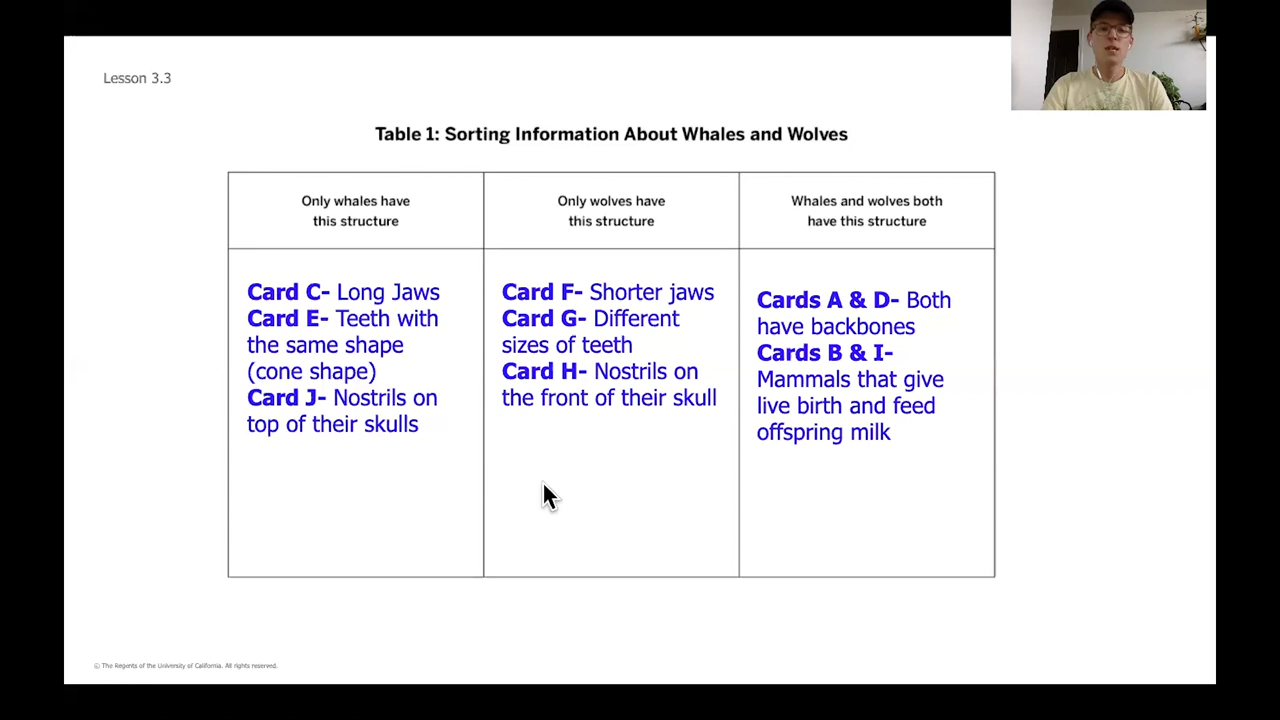 Lesson 3.3
Table 1: Sorting Information About Whales and Wolves
Only whales have
this structure
Only wolves have
this structure
Whales and wolves both
have this structure
Card C- Long Jaws
Card E- Teeth with
the same shape
(cone shape)
Card J- Nostrils on
top of their skulls
Card F- Shorter jaws
Card G- Different
sizes of teeth
Card H- Nostrils on
the front of their skull
Cards A & D- Both
have backbones
Cards B & I-
Mammals that give
live birth and feed
offspring milk
© The Regents of the University of California. All rights reserved.